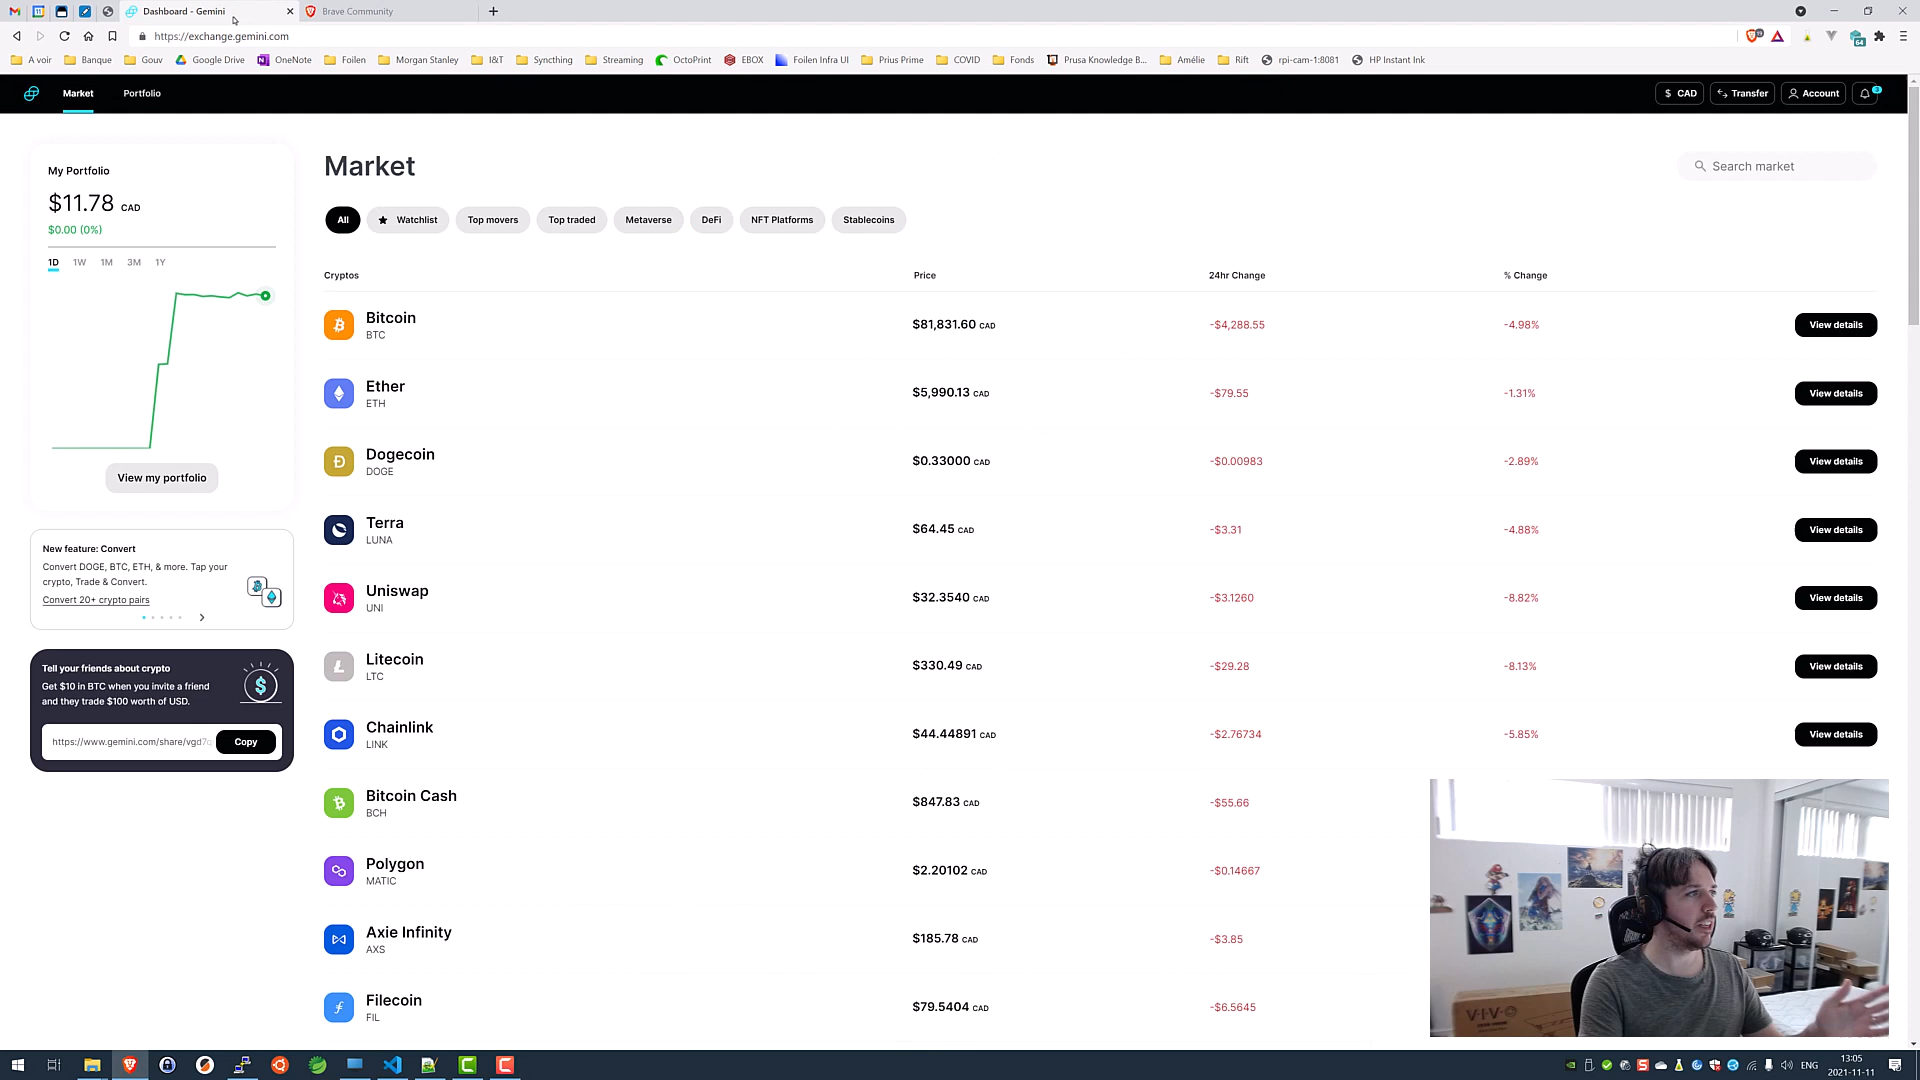 Dashboard - Gemini
Brave Community
https://exchange.gemini.com
A voir
Banque
Gouv
Google Drive
OneNote
Foilen
Morgan Stanley
I&T
Syncthing
Streaming
OctoPrint
EBOX
Foilen Infra UI
Prius Prime
COVID
Fonds
Prusa Knowledge B...
Amélie
Rift
rpi-cam-1:8081
HP Instant Ink
Market
Portfolio
$ CAD
Transfer
Account
My Portfolio
$11.78 CAD
$0.00 (0%)
1D 1W 1M 3M 1Y
View my portfolio
New feature: Convert
Convert DOGE, BTC, ETH, & more. Tap your
crypto, Trade & Convert.
Convert 20+ crypto pairs
Tell your friends about crypto
Get $10 in BTC when you invite a friend
and they trade $100 worth of USD.
https://www.gemini.com/share/vgd7
Copy
Market
Search market
All
Watchlist
Top movers
Top traded
Metaverse
DeFi
NFT Platforms
Stablecoins
Cryptos Price 24hr Change % Change
Bitcoin
BTC
$81,831.60 CAD -$4,288.55 -4.98% View details
Ether
ETH
$5,990.13 CAD -$79.55 -1.31% View details
Dogecoin
DOGE
$0.33000 CAD -$0.00983 -2.89% View details
Terra
LUNA
$64.45 CAD -$3.31 -4.88% View details
Uniswap
UNI
$32.3540 CAD -$3.1260 -8.82% View details
Litecoin
LTC
$330.49 CAD -$29.28 -8.13% View details
Chainlink
LINK
$44.44891 CAD -$2.76734 -5.85% View details
Bitcoin Cash
BCH
$847.83 CAD -$55.66
Polygon
MATIC
$2.20102 CAD -$0.14667
Axie Infinity
AXS
$185.78 CAD -$3.85
Filecoin
FIL
$79.5404 CAD -$6.5645
VIVO
ENG
13:05
2021-11-11